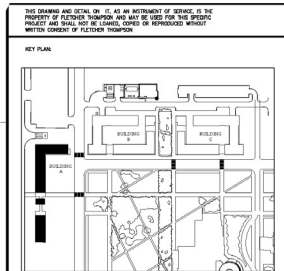 THIS DRAWING AND DETAIL ON IT, AS AN INSTRUMENT OF SERVICE, IS THE
PROPERTY OF FLETCHER THOMPSON AND MAY BE USED FOR THIS SPECIFIC
PROJECT AND SHALL NOT BE LOANED, COPIED OR REPRODUCED WITHOUT
WRITTEN CONSENT OF FLETCHER THOMPSON
KEY PLAN:
BUILDING
B
BUILDING
C
BUILDING
A